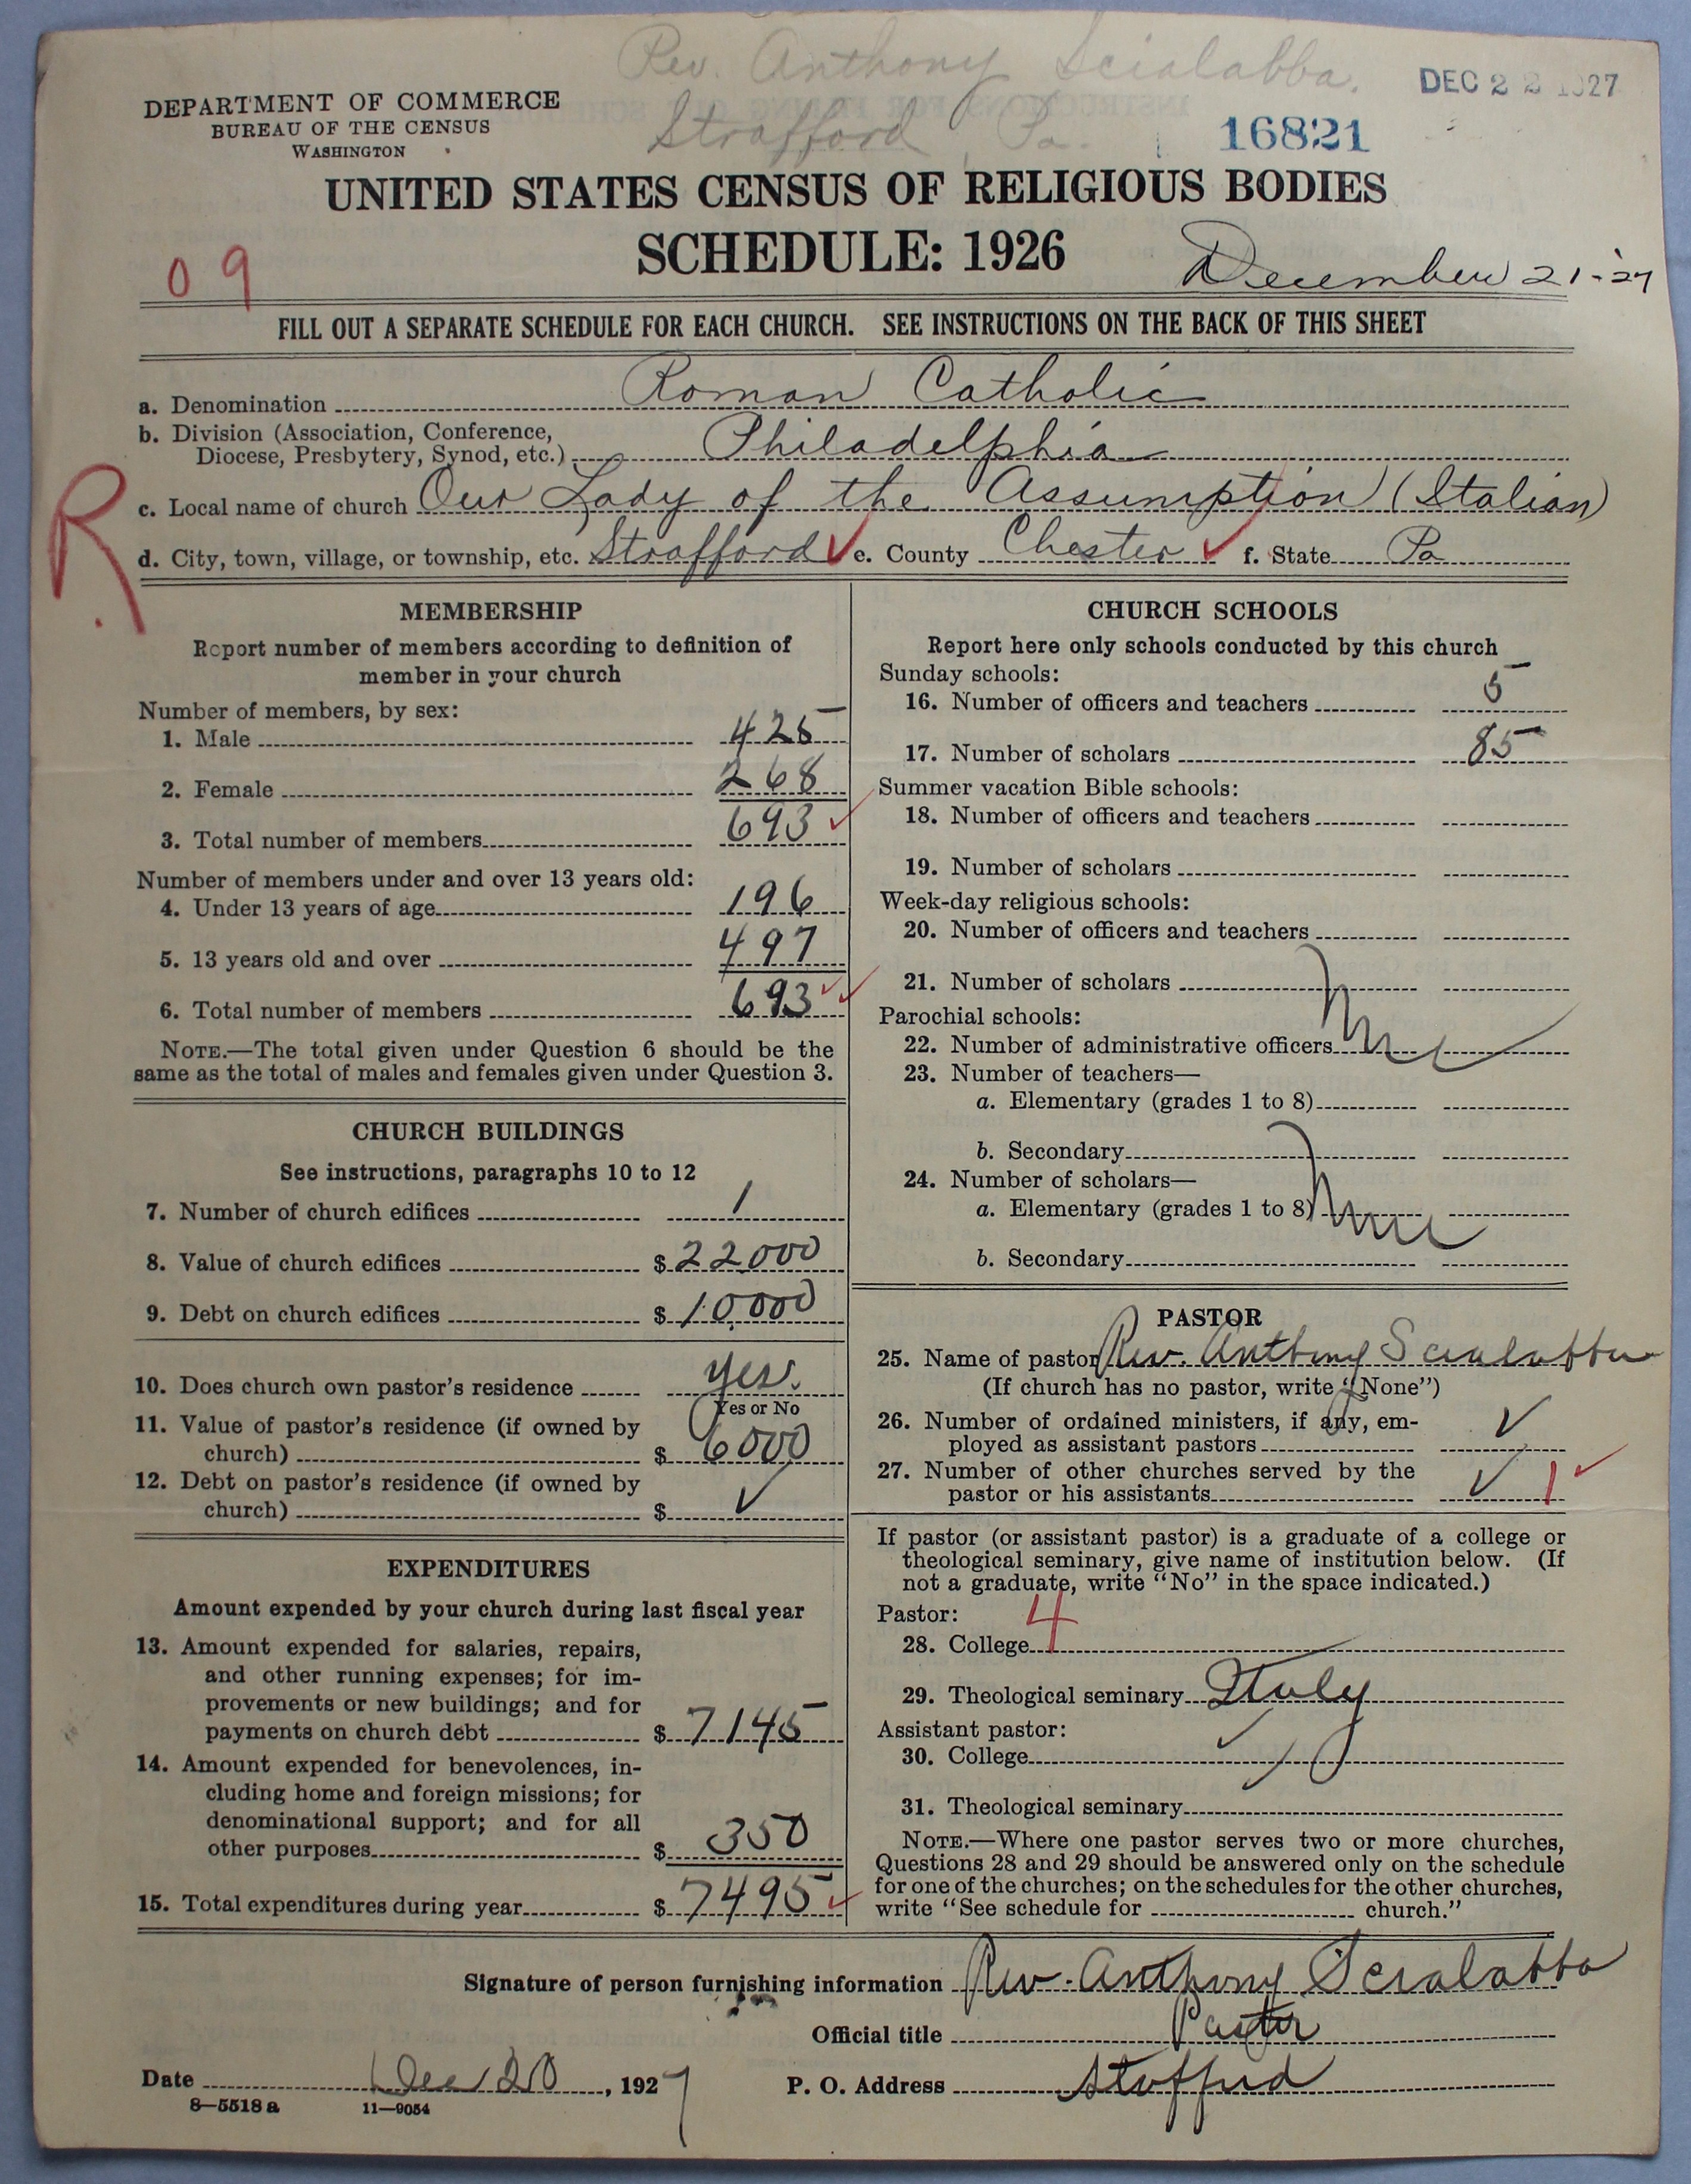 Rev. Anthony Scialabba.
Strafford, Pa.
DEC 22 1927
16821
DEPARTMENT OF COMMERCE
BUREAU OF THE CENSUS
WASHINGTON
UNITED STATES CENSUS OF RELIGIOUS BODIES
SCHEDULE: 1926
December 21-'27
09
FILL OUT A SEPARATE SCHEDULE FOR EACH CHURCH. SEE INSTRUCTIONS ON THE BACK OF THIS SHEET
a. Denomination Roman Catholic
b. Division (Association, Conference,
Diocese, Presbytery, Synod, etc.) Philadelphia
R
c. Local name of church Our Lady of the Assumption (Italian)
d. City, town, village, or township, etc. Strafford ✓ e. County Chester ✓ f. State Pa
MEMBERSHIP
Report number of members according to definition of
member in your church
Number of members, by sex:
1. Male 425
2. Female 268
3. Total number of members 693 ✓
Number of members under and over 13 years old:
4. Under 13 years of age 196
5. 13 years old and over 497
6. Total number of members 693 ✓✓
NOTE.—The total given under Question 6 should be the
same as the total of males and females given under Question 3.
CHURCH BUILDINGS
See instructions, paragraphs 10 to 12
7. Number of church edifices 1
8. Value of church edifices $ 22000
9. Debt on church edifices $ 10,000
10. Does church own pastor's residence yes.
Yes or No
11. Value of pastor's residence (if owned by
church) $ 6000
12. Debt on pastor's residence (if owned by
church) $ ✓
EXPENDITURES
Amount expended by your church during last fiscal year
13. Amount expended for salaries, repairs,
and other running expenses; for im-
provements or new buildings; and for
payments on church debt $ 7145
14. Amount expended for benevolences, in-
cluding home and foreign missions; for
denominational support; and for all
other purposes $ 350
15. Total expenditures during year $ 7495 ✓
CHURCH SCHOOLS
Report here only schools conducted by this church
Sunday schools:
16. Number of officers and teachers 5
17. Number of scholars 85
Summer vacation Bible schools:
18. Number of officers and teachers
19. Number of scholars
Week-day religious schools:
20. Number of officers and teachers
21. Number of scholars
Parochial schools:
22. Number of administrative officers
23. Number of teachers—
a. Elementary (grades 1 to 8)
b. Secondary
24. Number of scholars—
a. Elementary (grades 1 to 8)
b. Secondary
PASTOR
25. Name of pastor Rev. Anthony Scialabba
(If church has no pastor, write "None")
26. Number of ordained ministers, if any, em-
ployed as assistant pastors ✓
27. Number of other churches served by the
pastor or his assistants ✓ 1 ✓
If pastor (or assistant pastor) is a graduate of a college or
theological seminary, give name of institution below. (If
not a graduate, write "No" in the space indicated.)
Pastor:
28. College 4
29. Theological seminary Italy
Assistant pastor:
30. College
31. Theological seminary
NOTE.—Where one pastor serves two or more churches,
Questions 28 and 29 should be answered only on the schedule
for one of the churches; on the schedules for the other churches,
write "See schedule for church."
Signature of person furnishing information Rev. Anthony Scialabba
Official title Pastor
Date Dec 20, 1927
P. O. Address Strafford
8—5518 a 11—9054